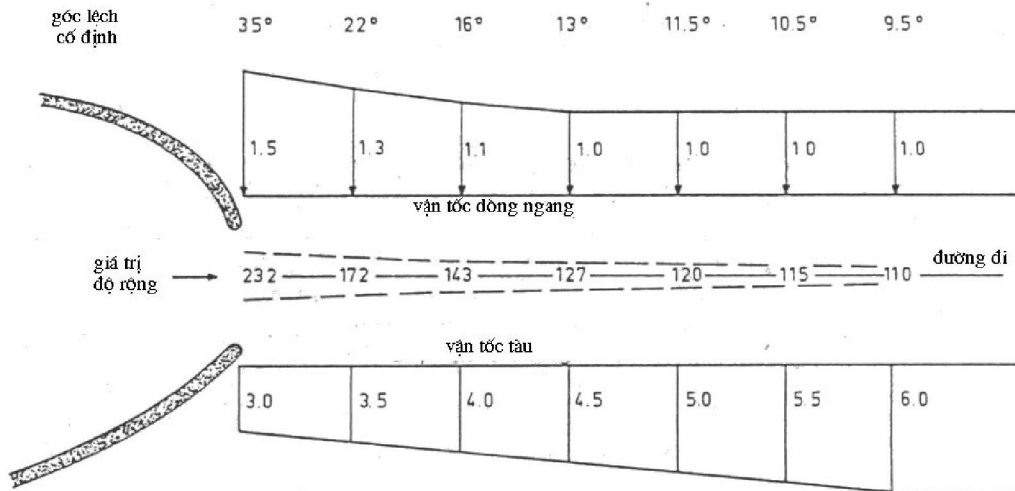 góc lệch
cố định
35° 22° 16° 13° 11.5° 10.5° 9.5°
1.5 1.3 1.1 1.0 1.0 1 0 1.0
vận tốc dòng ngang
giá trị
độ rộng
232 172 143 127 120 115 110
đường đi
vận tốc tàu
3.0 3.5 4.0 4.5 5.0 5.5 6.0